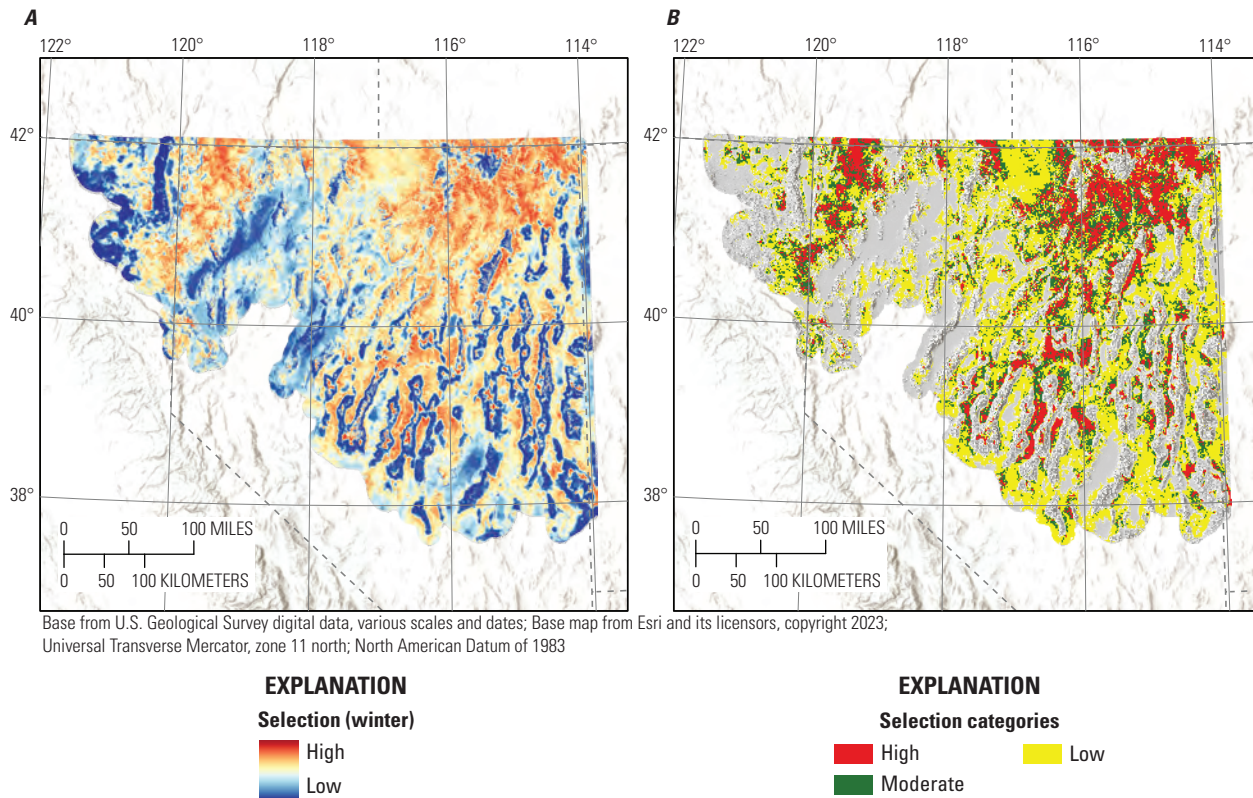 A
122° 120° 118° 116° 114°
42°
40°
38°
0 50 100 MILES
0 50 100 KILOMETERS
B
122° 120° 118° 116° 114°
42°
40°
38°
0 50 100 MILES
0 50 100 KILOMETERS
Base from U.S. Geological Survey digital data, various scales and dates; Base map from Esri and its licensors, copyright 2023;
Universal Transverse Mercator, zone 11 north; North American Datum of 1983
EXPLANATION
Selection (winter)
High
Low
EXPLANATION
Selection categories
High Low
Moderate